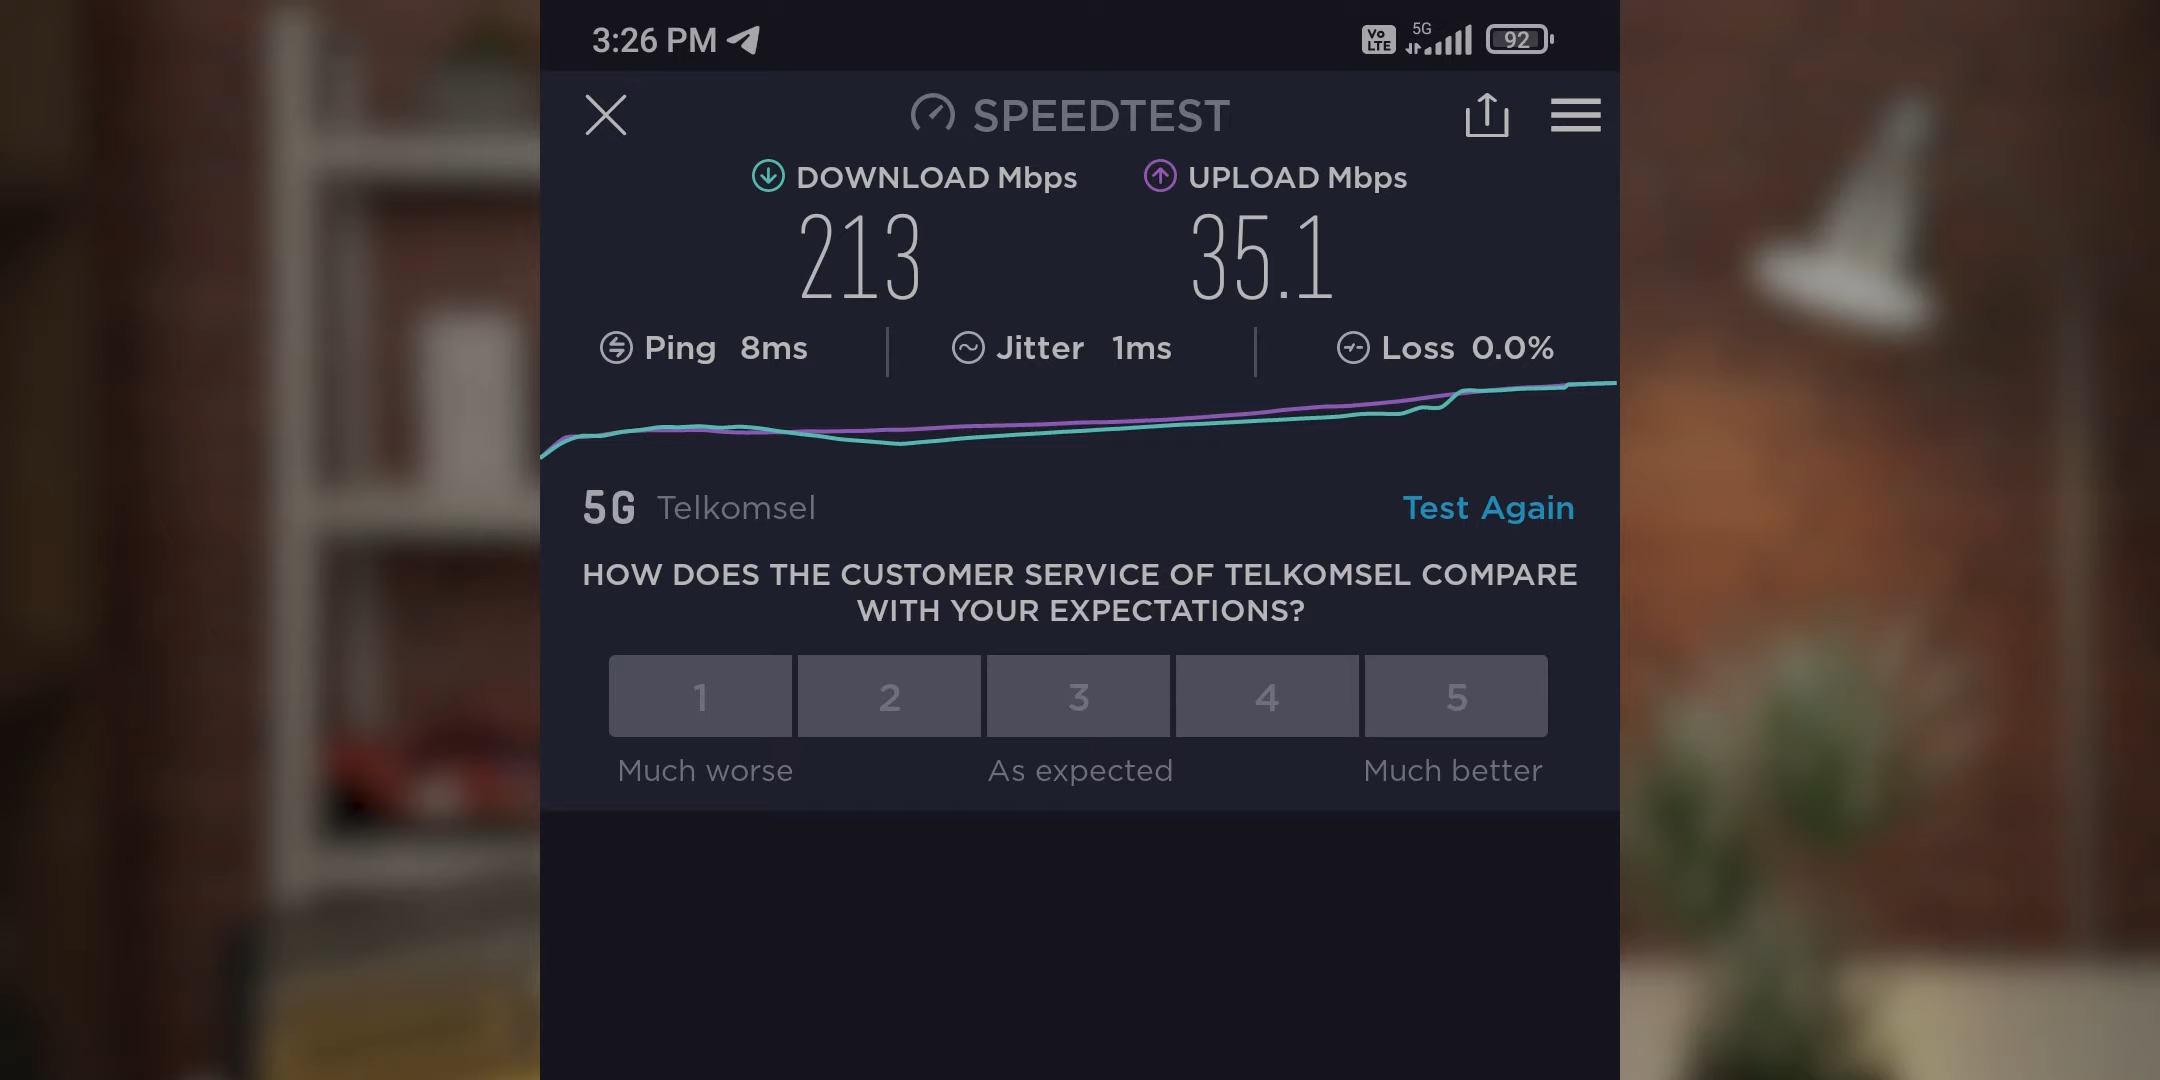 3:26 PM Vo LTE 5G 92
SPEEDTEST
DOWNLOAD Mbps UPLOAD Mbps
213 35.1
Ping 8ms Jitter 1ms Loss 0.0%
5G Telkomsel Test Again
HOW DOES THE CUSTOMER SERVICE OF TELKOMSEL COMPARE
WITH YOUR EXPECTATIONS?
1 2 3 4 5
Much worse As expected Much better